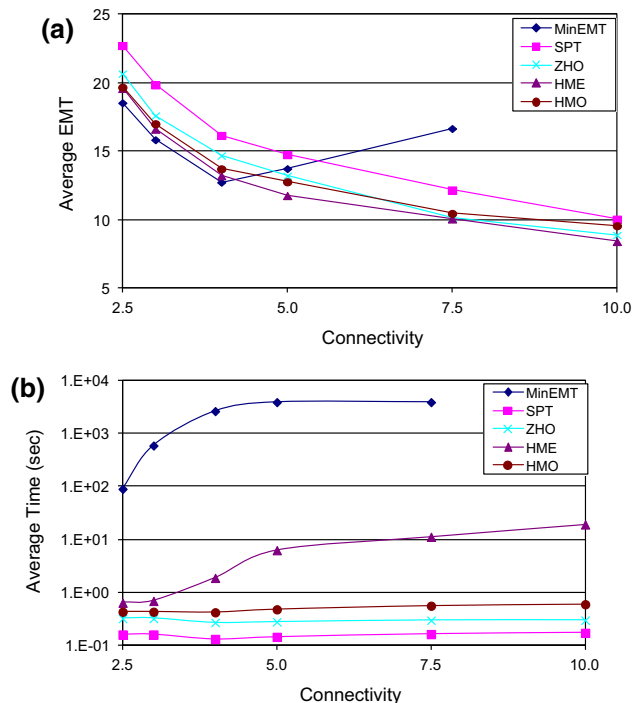 (a)
25
20
15
10
5
Average EMT
2.5
5.0
7.5
10.0
Connectivity
MinEMT
SPT
ZHO
HME
HMO
(b)
1.E+04
1.E+03
1.E+02
1.E+01
1.E+00
1.E-01
Average Time (sec)
2.5
5.0
7.5
10.0
Connectivity
MinEMT
SPT
ZHO
HME
HMO